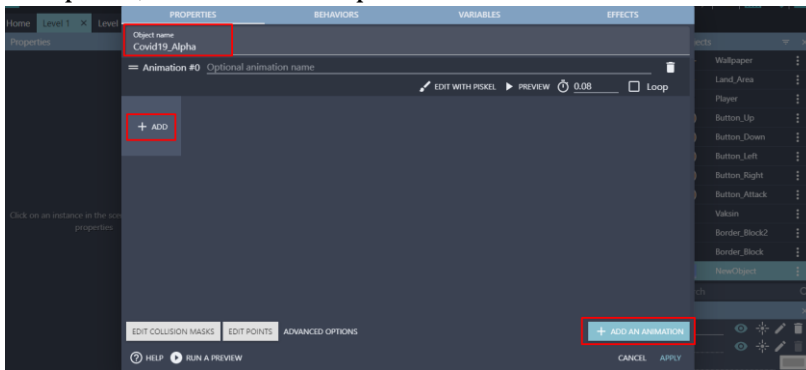 PROPERTIES BEHAVIORS VARIABLES EFFECTS
Home Level 1 × Level
Object name
Covid19_Alpha
Properties
Animation #0 Optional animation name
EDIT WITH PISKEL PREVIEW 0.08 Loop
+ ADD
Wallpaper
Land_Area
Player
Button_Up
Button_Down
Button_Left
Button_Right
Button_Attack
Vaksin
Border_Block2
Border_Block
NewObject
Click on an instance in the
properties
EDIT COLLISION MASKS EDIT POINTS ADVANCED OPTIONS + ADD AN ANIMATION
HELP RUN A PREVIEW CANCEL APPLY